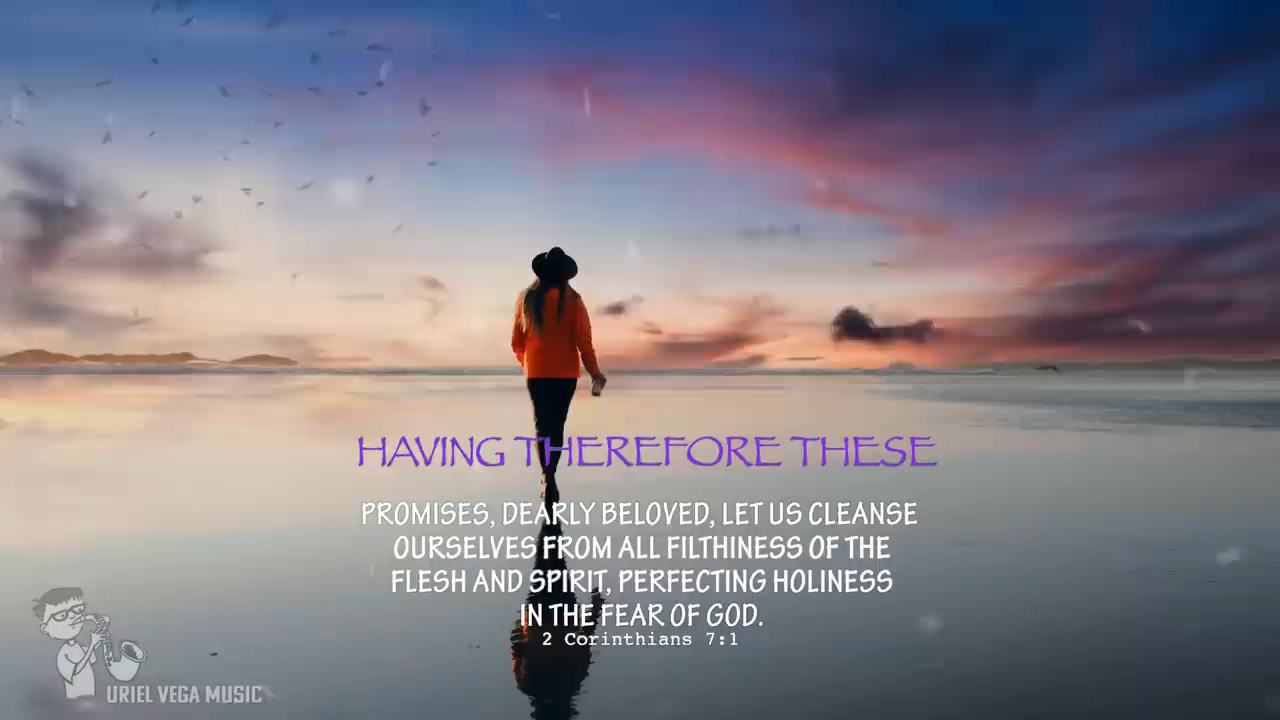 HAVING THEREFORE THESE
PROMISES, DEARLY BELOVED, LET US CLEANSE
OURSELVES FROM ALL FILTHINESS OF THE
FLESH AND SPIRIT, PERFECTING HOLINESS
IN THE FEAR OF GOD.
2 Corinthians 7:1
URIEL VEGA MUSIC